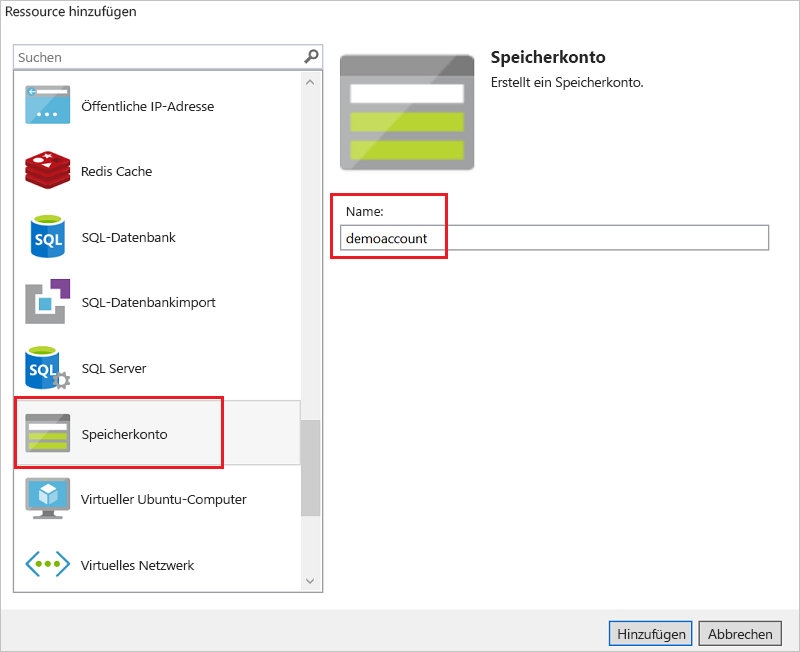 Ressource hinzufügen
Suchen
Öffentliche IP-Adresse
Redis Cache
SQL
SQL-Datenbank
SQL-Datenbankimport
SQL
SQL Server
Speicherkonto
Virtueller Ubuntu-Computer
Virtuelles Netzwerk
Speicherkonto
Erstellt ein Speicherkonto.
Name:
demoaccount
Hinzufügen
Abbrechen